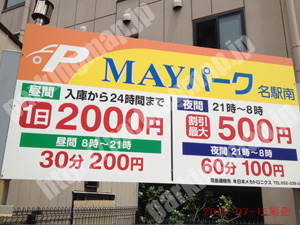 P MAYパーク 名駅南
昼間 入庫から24時間まで
1日 2000円
昼間 8時～21時
30分 200円
夜間 21時～8時
割引最大 500円
夜間 21時～8時
60分 100円